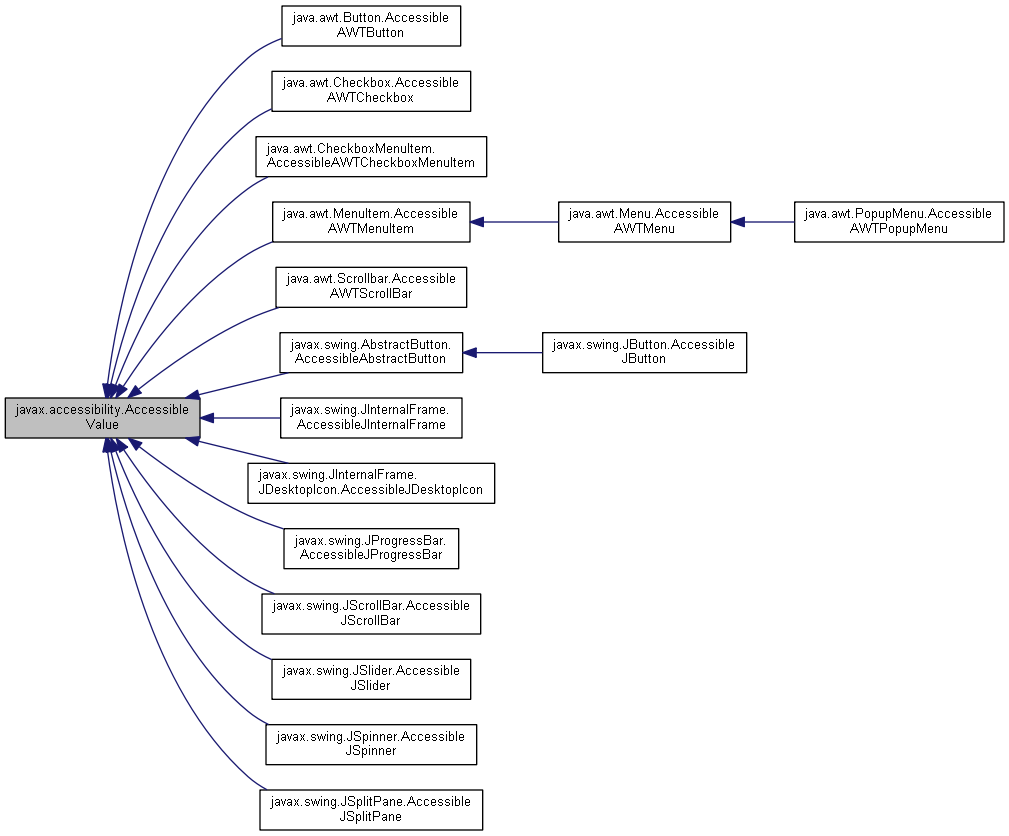 java.awt.Button.Accessible
AWTButton
java.awt.Checkbox.Accessible
AWTCheckbox
java.awt.CheckboxMenuItem.
AccessibleAWTCheckboxMenuItem
java.awt.MenuItem.Accessible
AWTMenuItem
java.awt.Menu.Accessible
AWTMenu
java.awt.PopupMenu.Accessible
AWTPopupMenu
java.awt.Scrollbar.Accessible
AWTScrollBar
javax.swing.AbstractButton.
AccessibleAbstractButton
javax.swing.JButton.Accessible
JButton
javax.accessibility.Accessible
Value
javax.swing.JInternalFrame.
AccessibleJInternalFrame
javax.swing.JInternalFrame.
JDesktopIcon.AccessibleJDesktopIcon
javax.swing.JProgressBar.
AccessibleJProgressBar
javax.swing.JScrollBar.Accessible
JScrollBar
javax.swing.JSlider.Accessible
JSlider
javax.swing.JSpinner.Accessible
JSpinner
javax.swing.JSplitPane.Accessible
JSplitPane